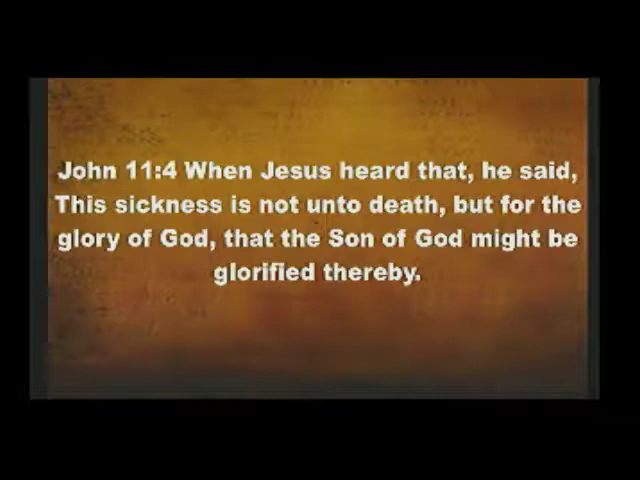 John 11:4 When Jesus heard that, he said,
This sickness is not unto death, but for the
glory of God, that the Son of God might be
glorified thereby.